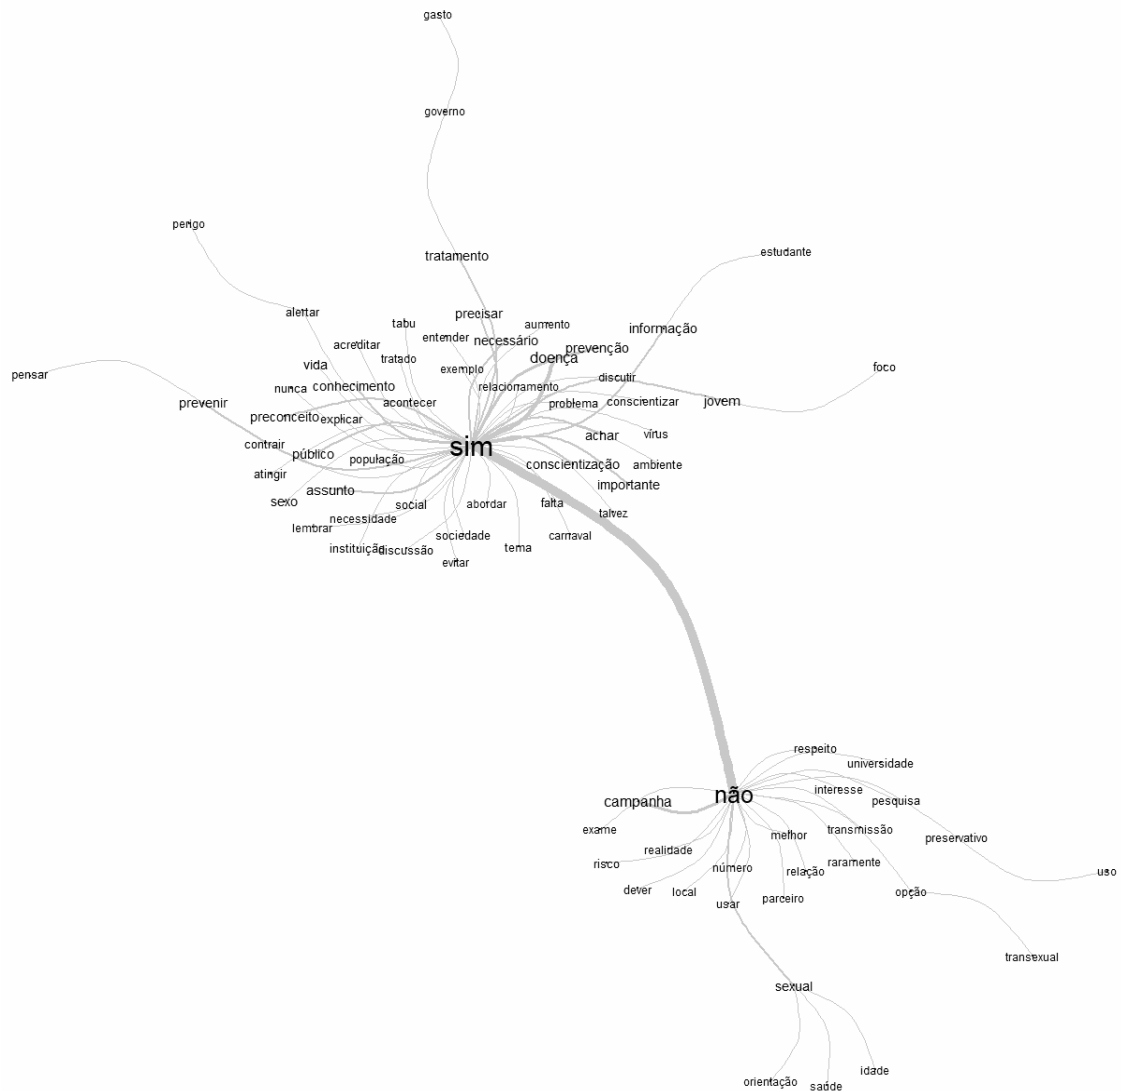 gasto
governo
perigo
tratamento
estudante
alertar
precisar
tabu
aumento
informação
entender
necessário
acreditar
prevenção
doença
tratado
vida
exemplo
foco
pensar
discutir
nunca
conhecimento
relacionamento
prevenir
acontecer
problema
conscientizar
jovem
preconceito
explicar
vírus
achar
contrair
sim
público
população
conscientização
ambiente
atingir
importante
assunto
sexo
social
abordar
falta
talvez
necessidade
lembrar
sociedade
carnaval
instituição
discussão
tema
evitar
respeito
universidade
interesse
não
campanha
pesquisa
exame
transmissão
melhor
preservativo
realidade
risco
raramente
número
relação
uso
dever
local
opção
parceiro
usar
transexual
sexual
idade
orientação
saúde